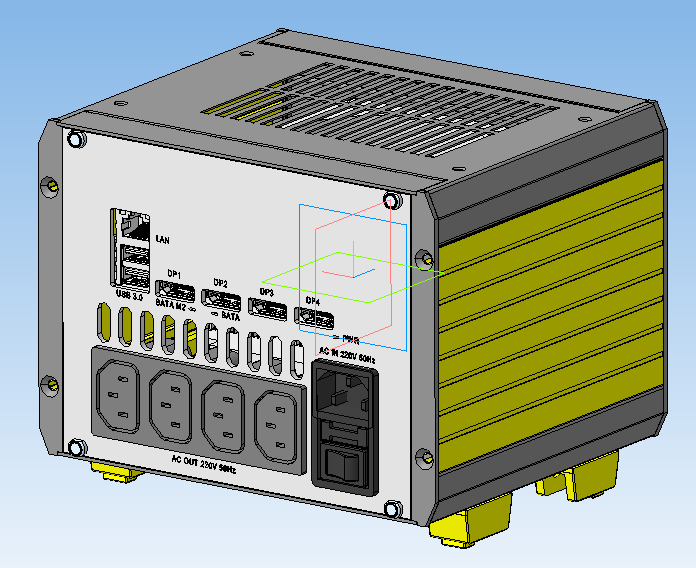 LAN
USB 3.0
DP1
DP2
DP3
DP4
SATA M2 ∞
∞ SATA
= PWR
AC IN 220V 50Hz
AC OUT 220V 50Hz